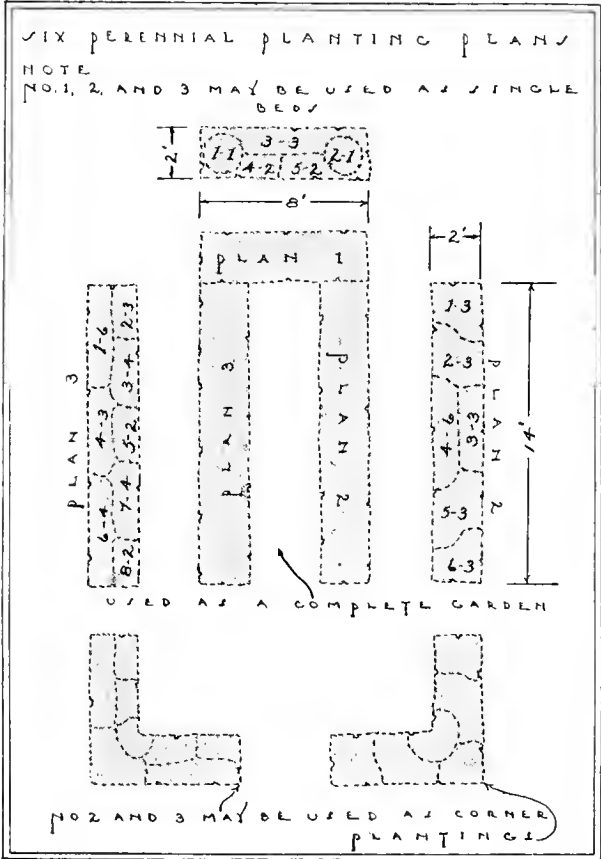 SIX PERENNIAL PLANTING PLANS
NOTE
NO.1, 2, AND 3 MAY BE USED AS SINGLE
BEDS
2'
1-1
3-3
2-1
4-2
5-2
8'
PLAN 1
PLAN 3
1-6
2-3
3-4
4-3
5-2
6-4
7-4
8-2
PLAN 3
PLAN 2
2'
1-3
2-3
4-6
3-3
5-3
6-3
PLAN 2
14'
USED AS A COMPLETE GARDEN
NO 2 AND 3 MAY BE USED AS CORNER
PLANTINGS